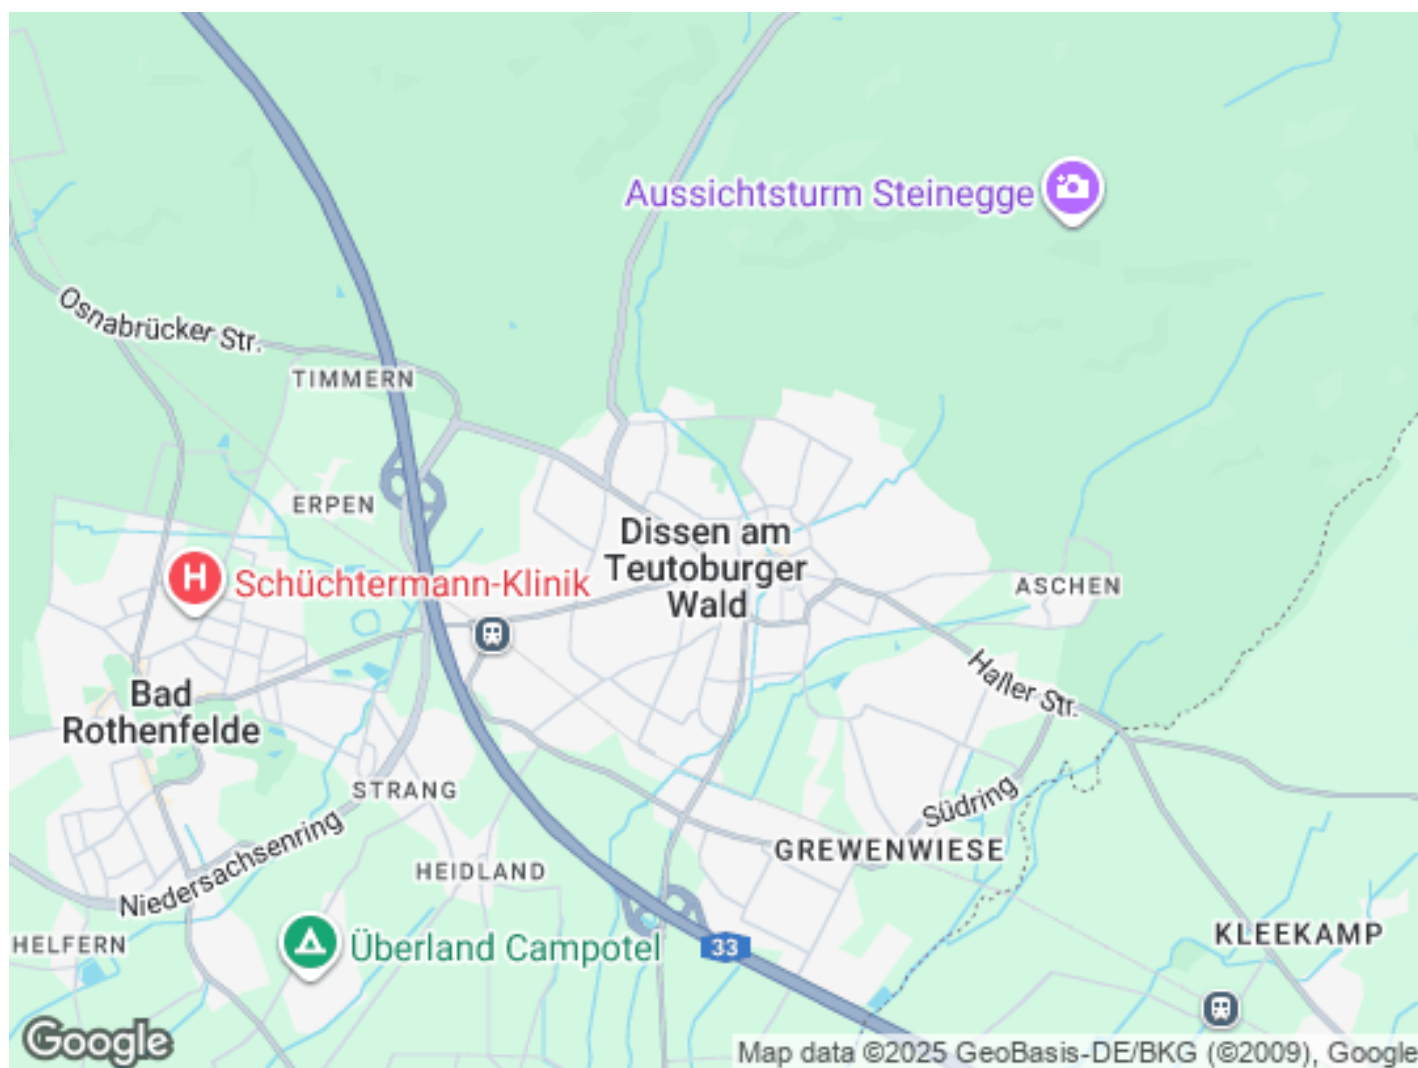 Aussichtsturm Steinegge
Osnabrücker Str.
TIMMERN
ERPEN
Dissen am
Teutoburger
Wald
H
Schüchtermann-Klinik
ASCHEN
Haller Str.
Bad
Rothenfelde
STRANG
Südring
Niedersachsenring
GREWENWIESE
HEIDLAND
HELFERN
Überland Campotel
33
KLEEKAMP
Google
Map data ©2025 GeoBasis-DE/BKG (©2009), Google